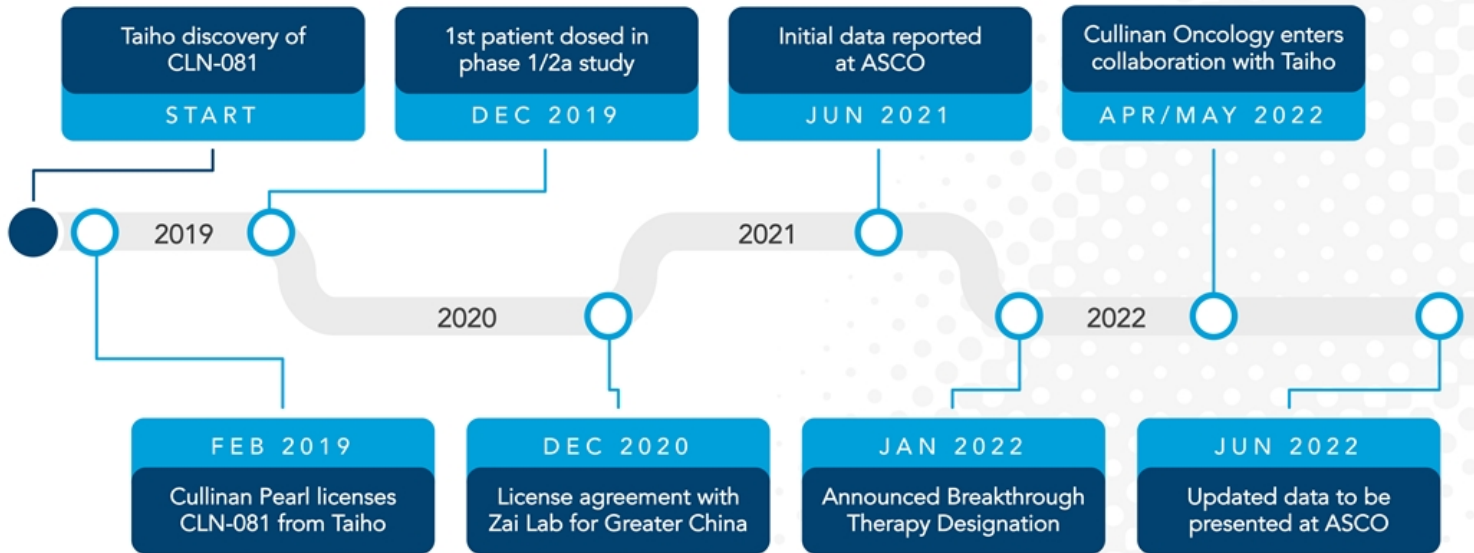 Taiho discovery of
CLN-081
START
1st patient dosed in
phase 1/2a study
DEC 2019
Initial data reported
at ASCO
JUN 2021
Cullinan Oncology enters
collaboration with Taiho
APR/MAY 2022
2019
2021
2020
2022
FEB 2019
Cullinan Pearl licenses
CLN-081 from Taiho
DEC 2020
License agreement with
Zai Lab for Greater China
JAN 2022
Announced Breakthrough
Therapy Designation
JUN 2022
Updated data to be
presented at ASCO